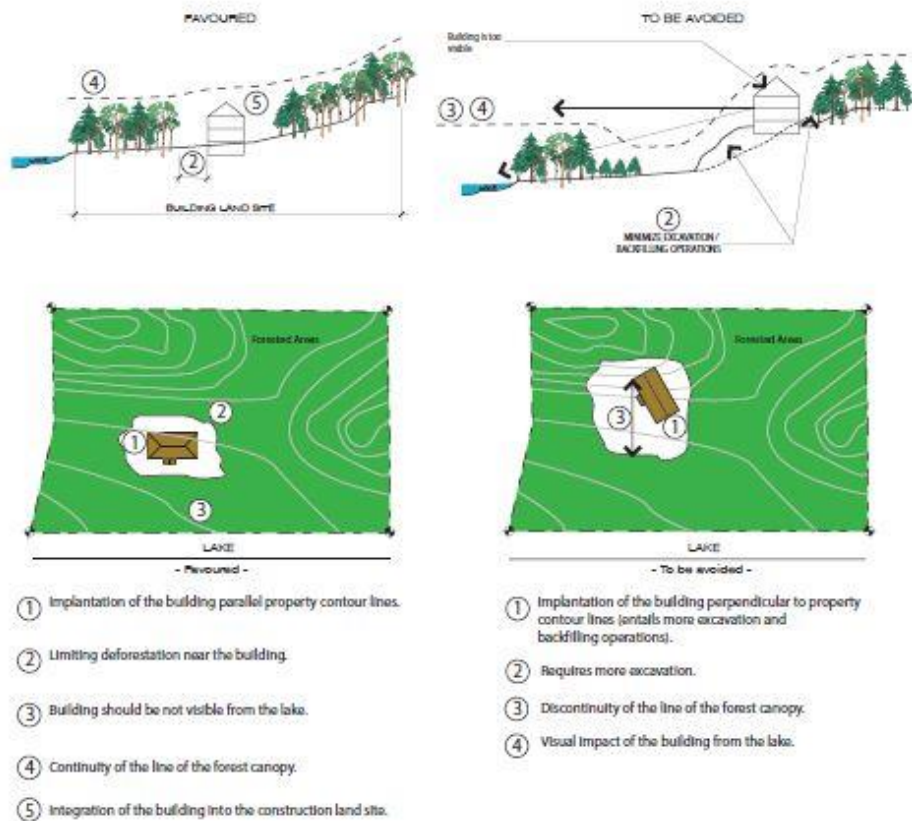 FAVOURED
4
5
2
BUILDING LAND SITE
TO BE AVOIDED
Building is too
visible
3 4
2
MINIMIZE EXCAVATION/
BACKFILLING OPERATIONS
Forested Areas
1
2
3
LAKE
- Favoured -
Forested Areas
3
1
LAKE
- To be avoided -
1 Implantation of the building parallel property contour lines.
2 Limiting deforestation near the building.
3 Building should be not visible from the lake.
4 Continuity of the line of the forest canopy.
5 Integration of the building into the construction land site.
1 Implantation of the building perpendicular to property
contour lines (entails more excavation and
backfilling operations).
2 Requires more excavation.
3 Discontinuity of the line of the forest canopy.
4 Visual impact of the building from the lake.